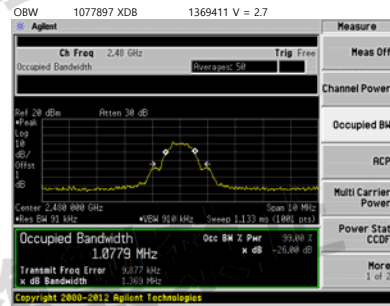 OBW 1077897 XDB 1369411 V = 2.7
Agilent Measure
Ch Freq 2.48 GHz Trig Free
Occupied Bandwidth Averages: 50
Meas Off
Channel Power
Occupied BW
ACP
Multi Carrier
Power
Power Stat
CCDF
More
1 of 2
Ref 20 dBm Atten 30 dB
#Peak
Log
10
dB/
Offst
1
dB
Center 2.480 000 GHz Span 10 MHz
#Res BW 91 kHz #VBW 910 kHz Sweep 1.133 ms (1001 pts)
Occupied Bandwidth Occ BW % Pwr 99.00 %
1.0779 MHz x dB -26.00 dB
Transmit Freq Error 9.877 kHz
x dB Bandwidth 1.369 MHz
Copyright 2000-2012 Agilent Technologies